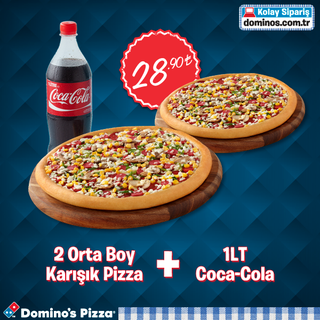 Kolay Sipariş
dominos.com.tr
Coca-Cola
28.90₺
2 Orta Boy
Karışık Pizza
+
1LT
Coca-Cola
Domino's Pizza®